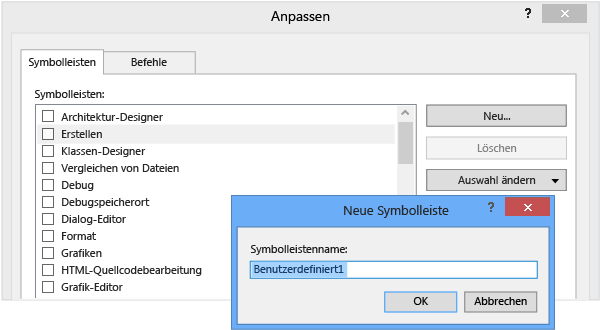 Anpassen
?
Symbolleisten
Befehle
Symbolleisten:
Architektur-Designer
Erstellen
Klassen-Designer
Vergleichen von Dateien
Debug
Debugspeicherort
Dialog-Editor
Format
Grafiken
HTML-Quellcodebearbeitung
Grafik-Editor
Neu...
Löschen
Auswahl ändern
Neue Symbolleiste
?
Symbolleistenname:
Benutzerdefiniert1
OK
Abbrechen